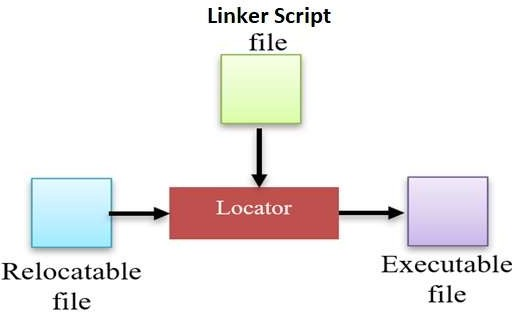 Linker Script
file
Locator
Relocatable
file
Executable
file